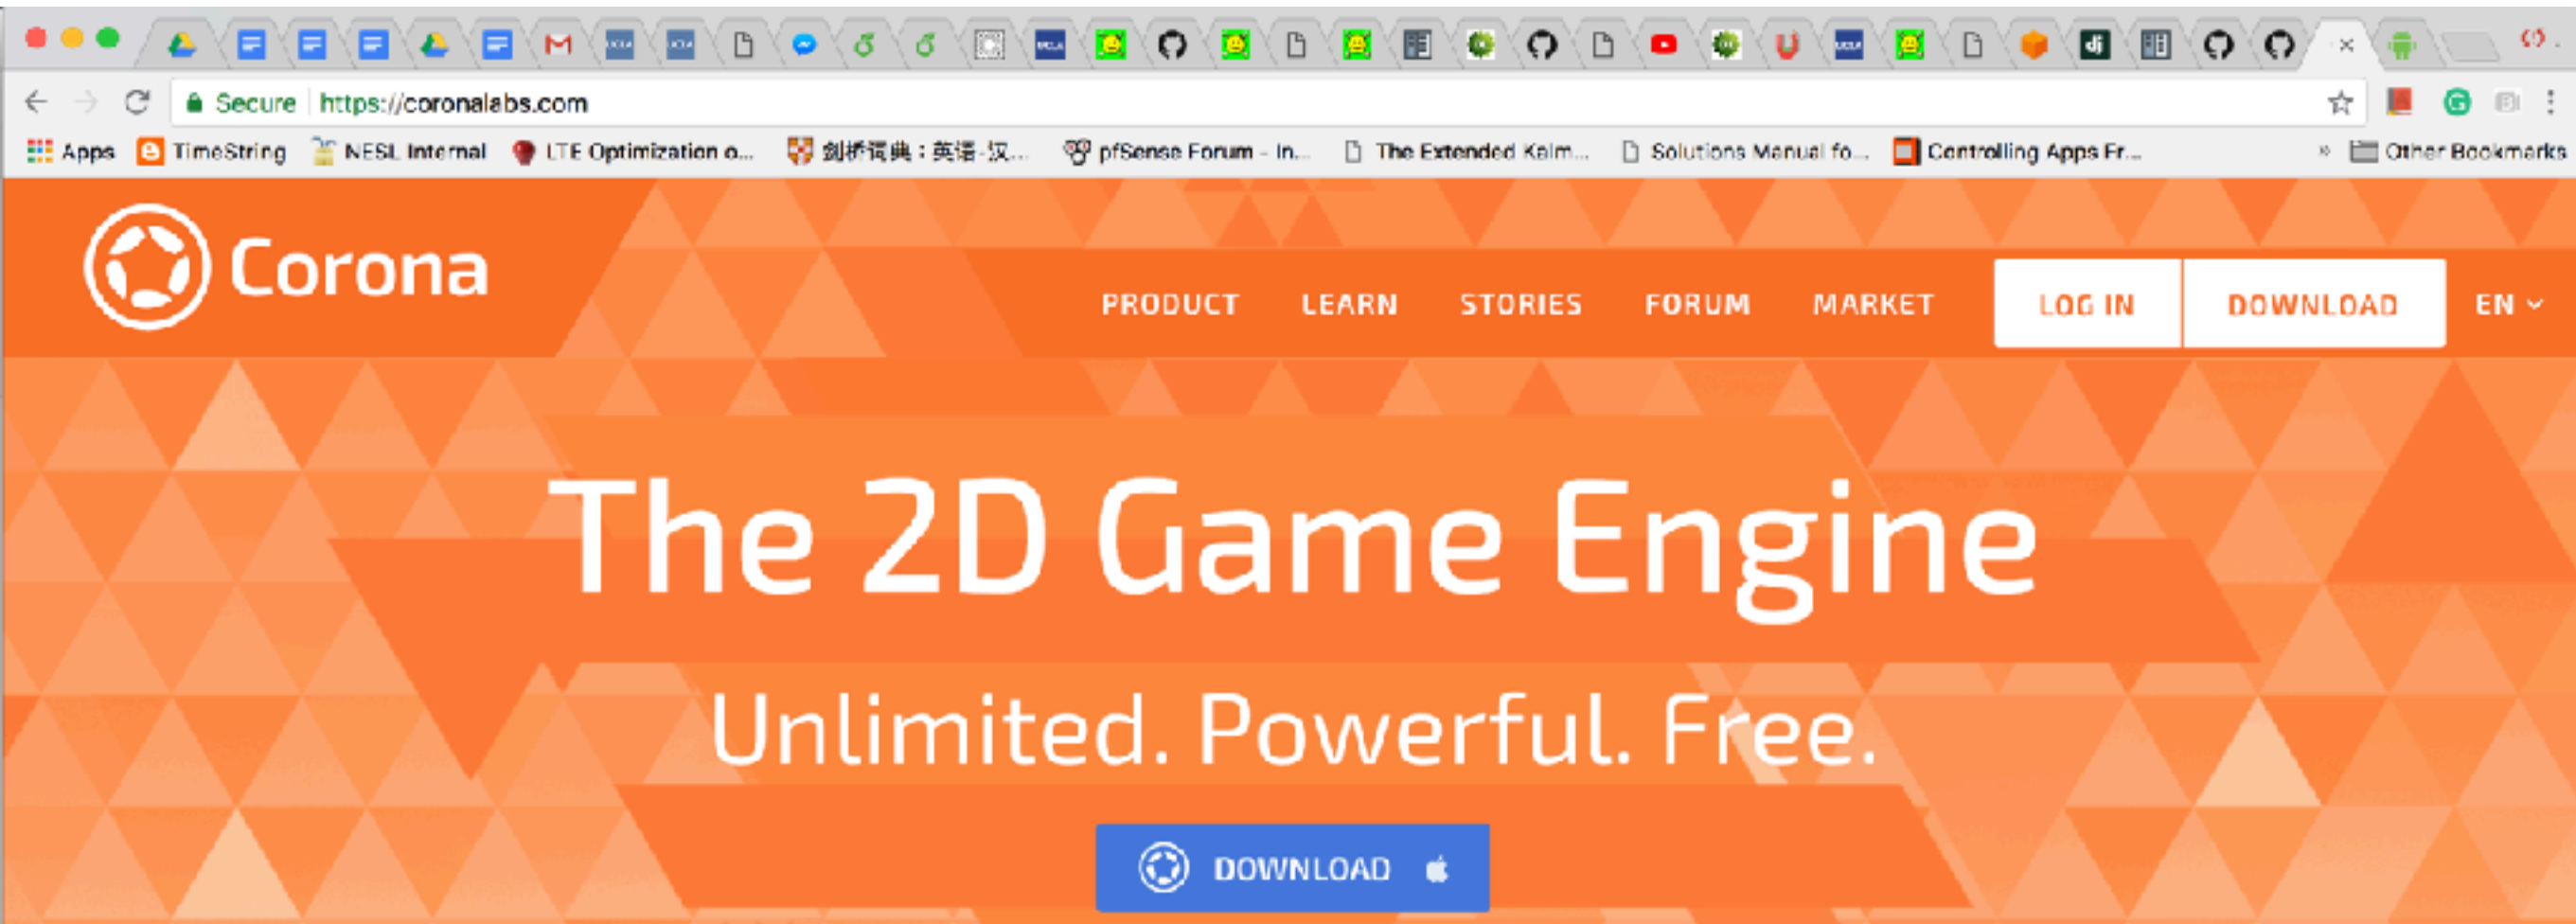 Secure https://coronalabs.com
Apps TimeString NESL Internal LTE Optimization o... 剑桥词典：英语-汉... pfSense Forum - In... The Extended Kalm... Solutions Manual fo... Controlling Apps Fr... » Other Bookmarks
Corona
PRODUCT LEARN STORIES FORUM MARKET LOG IN DOWNLOAD EN
The 2D Game Engine
Unlimited. Powerful. Free.
DOWNLOAD